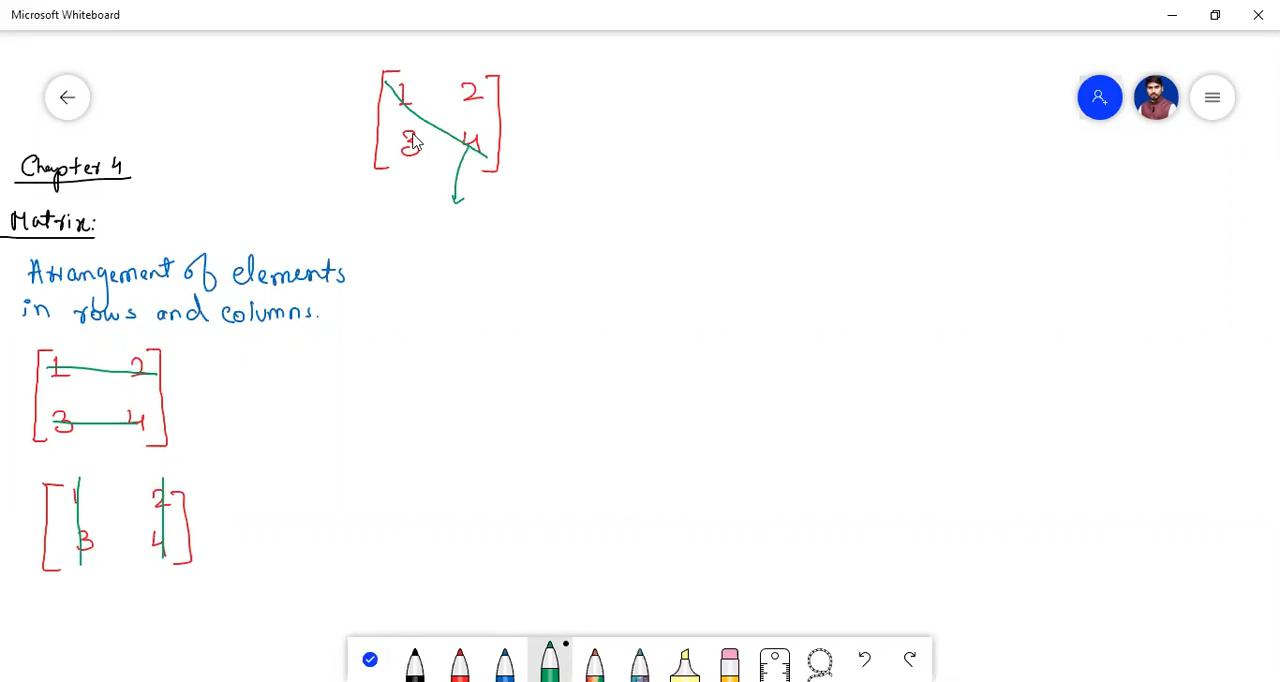 Microsoft Whiteboard
1 2
3 4
Chapter 4
Matrix:
Arrangement of elements
in rows and columns.
1 2
3 4
1 2
3 4